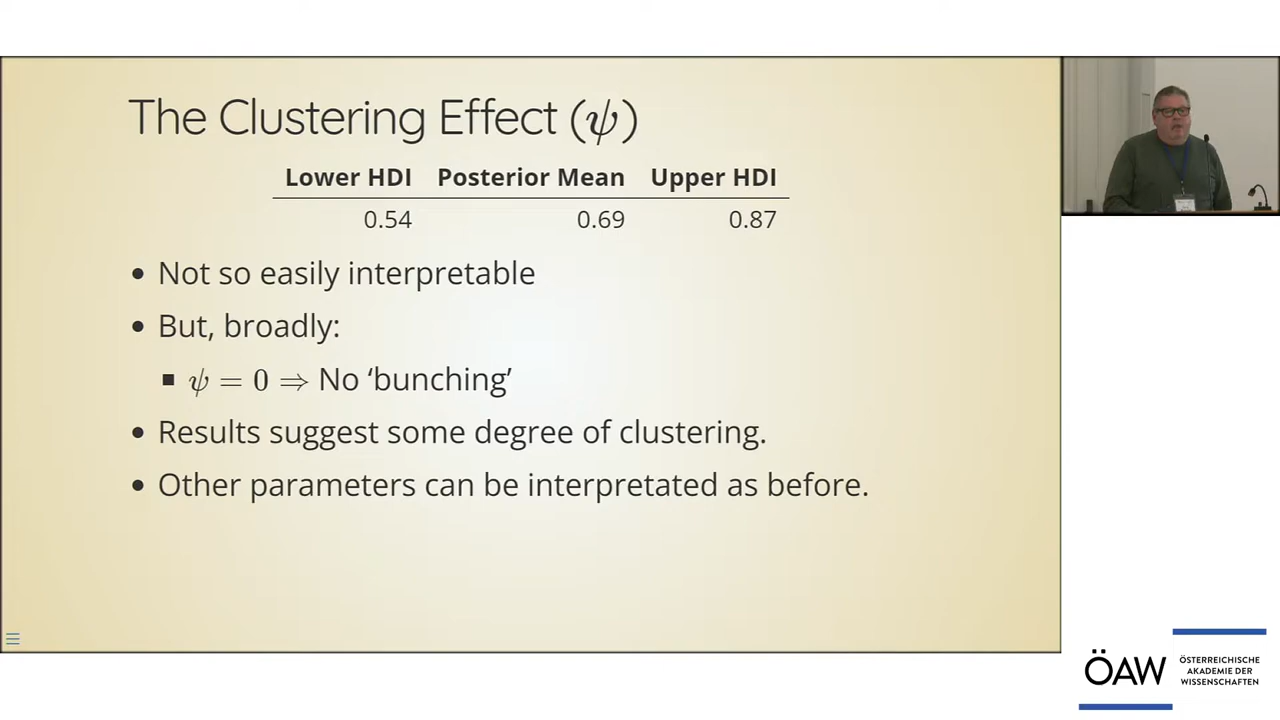 The Clustering Effect (ψ)
Lower HDI Posterior Mean Upper HDI
0.54 0.69 0.87
• Not so easily interpretable
• But, broadly:
▪ ψ = 0 ⇒ No ‘bunching’
• Results suggest some degree of clustering.
• Other parameters can be interpretated as before.
ÖAW
ÖSTERREICHISCHE
AKADEMIE DER
WISSENSCHAFTEN